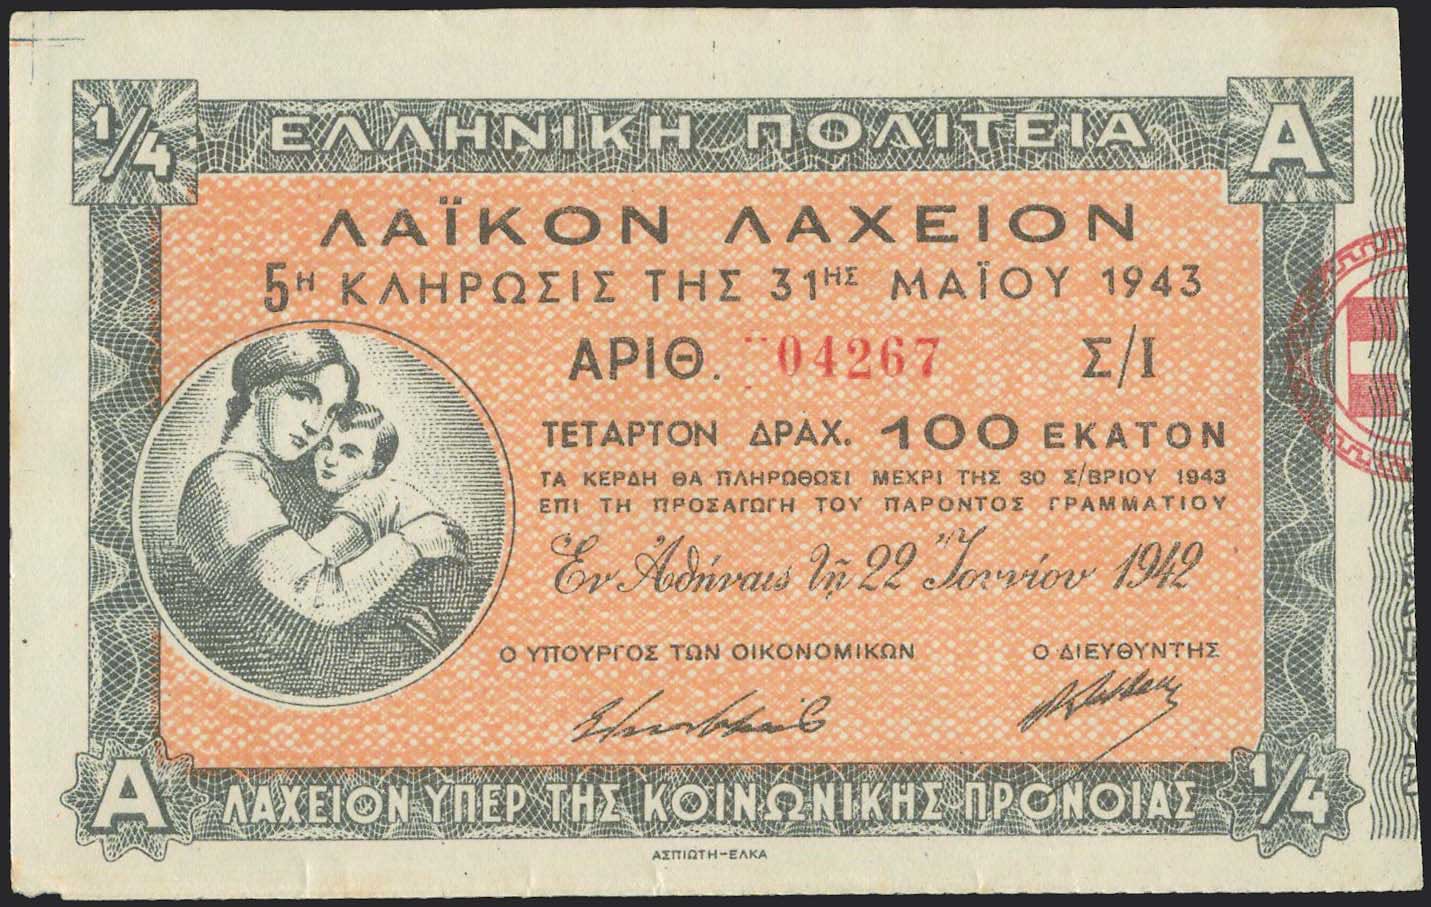 1/4
Α
ΕΛΛΗΝΙΚΗ ΠΟΛΙΤΕΙΑ
ΛΑΪΚΟΝ ΛΑΧΕΙΟΝ
5Η ΚΛΗΡΩΣΙΣ ΤΗΣ 31ΗΣ ΜΑΪΟΥ 1943
ΑΡΙΘ. 04267 Σ/Ι
ΤΕΤΑΡΤΟΝ ΔΡΑΧ. 100 ΕΚΑΤΟΝ
ΤΑ ΚΕΡΔΗ ΘΑ ΠΛΗΡΩΘΩΣΙ ΜΕΧΡΙ ΤΗΣ 30 Σ/ΒΡΙΟΥ 1943
ΕΠΙ ΤΗ ΠΡΟΣΑΓΩΓΗ ΤΟΥ ΠΑΡΟΝΤΟΣ ΓΡΑΜΜΑΤΙΟΥ
Ἐν Ἀθήναις τῇ 22 Ἰουνίου 1942
Ο ΥΠΟΥΡΓΟΣ ΤΩΝ ΟΙΚΟΝΟΜΙΚΩΝ
Ο ΔΙΕΥΘΥΝΤΗΣ
Α
ΛΑΧΕΙΟΝ ΥΠΕΡ ΤΗΣ ΚΟΙΝΩΝΙΚΗΣ ΠΡΟΝΟΙΑΣ
1/4
ΑΣΠΙΩΤΗ-ΕΛΚΑ